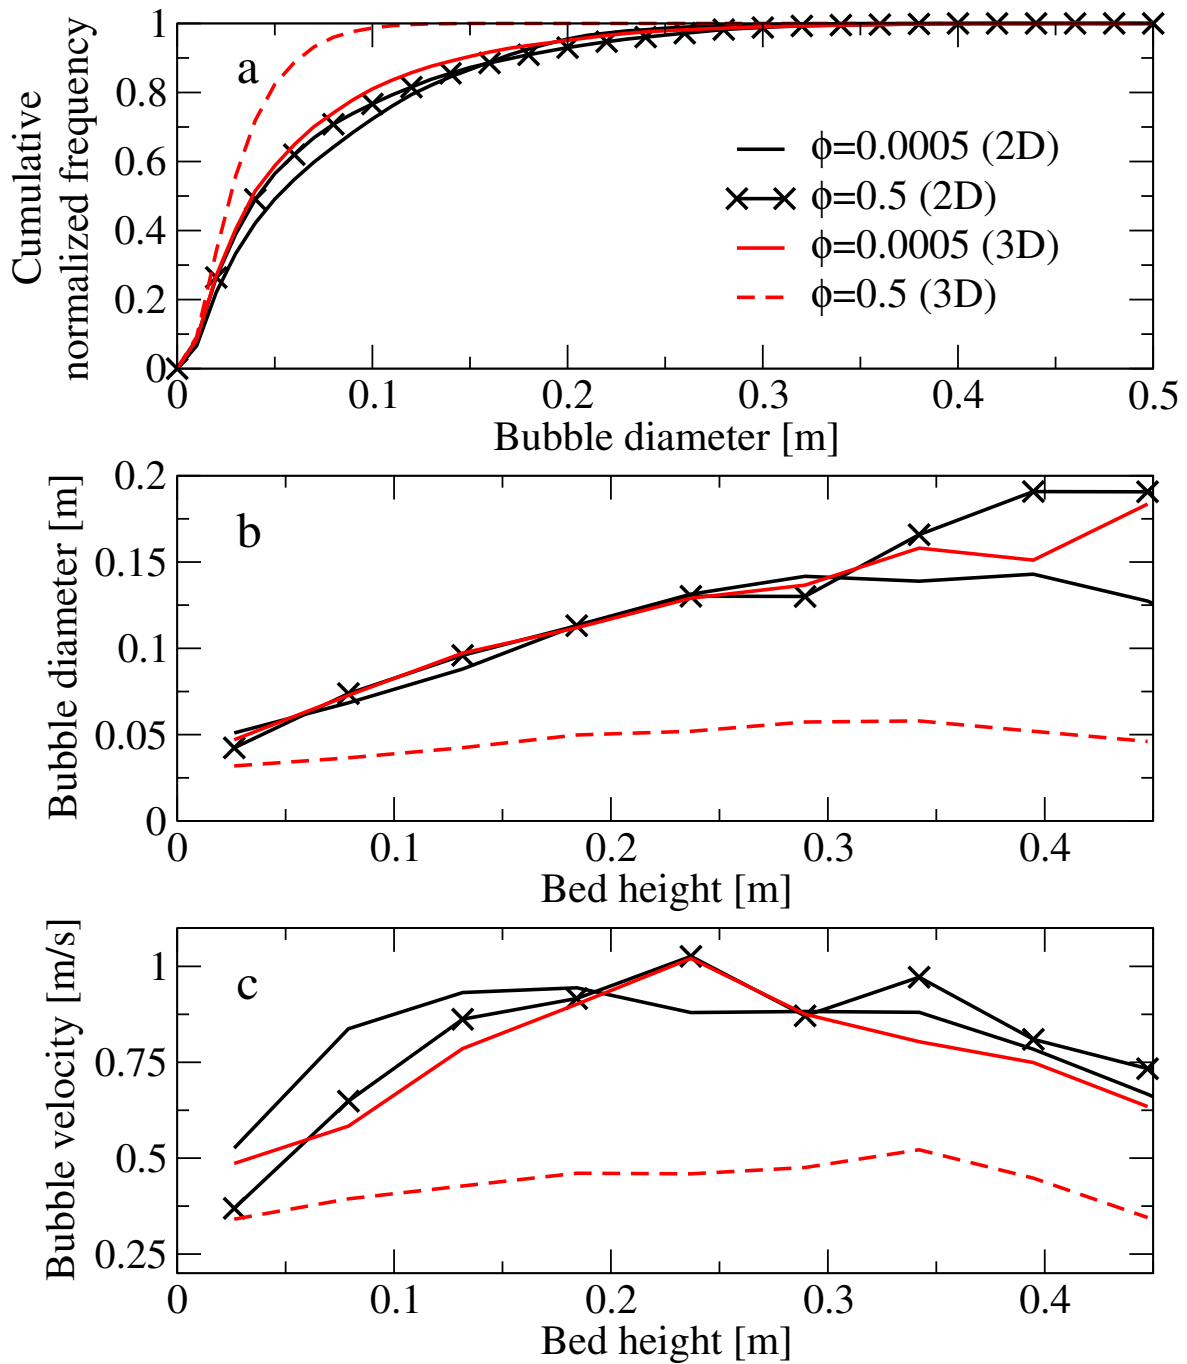 Cumulative
normalized frequency
1
0.8
0.6
0.4
0.2
0
a
ϕ=0.0005 (2D)
ϕ=0.5 (2D)
ϕ=0.0005 (3D)
ϕ=0.5 (3D)
0 0.1 0.2 0.3 0.4 0.5
Bubble diameter [m]
Bubble diameter [m]
0.2
0.15
0.1
0.05
0
b
0 0.1 0.2 0.3 0.4
Bed height [m]
Bubble velocity [m/s]
1
0.75
0.5
0.25
c
0 0.1 0.2 0.3 0.4
Bed height [m]